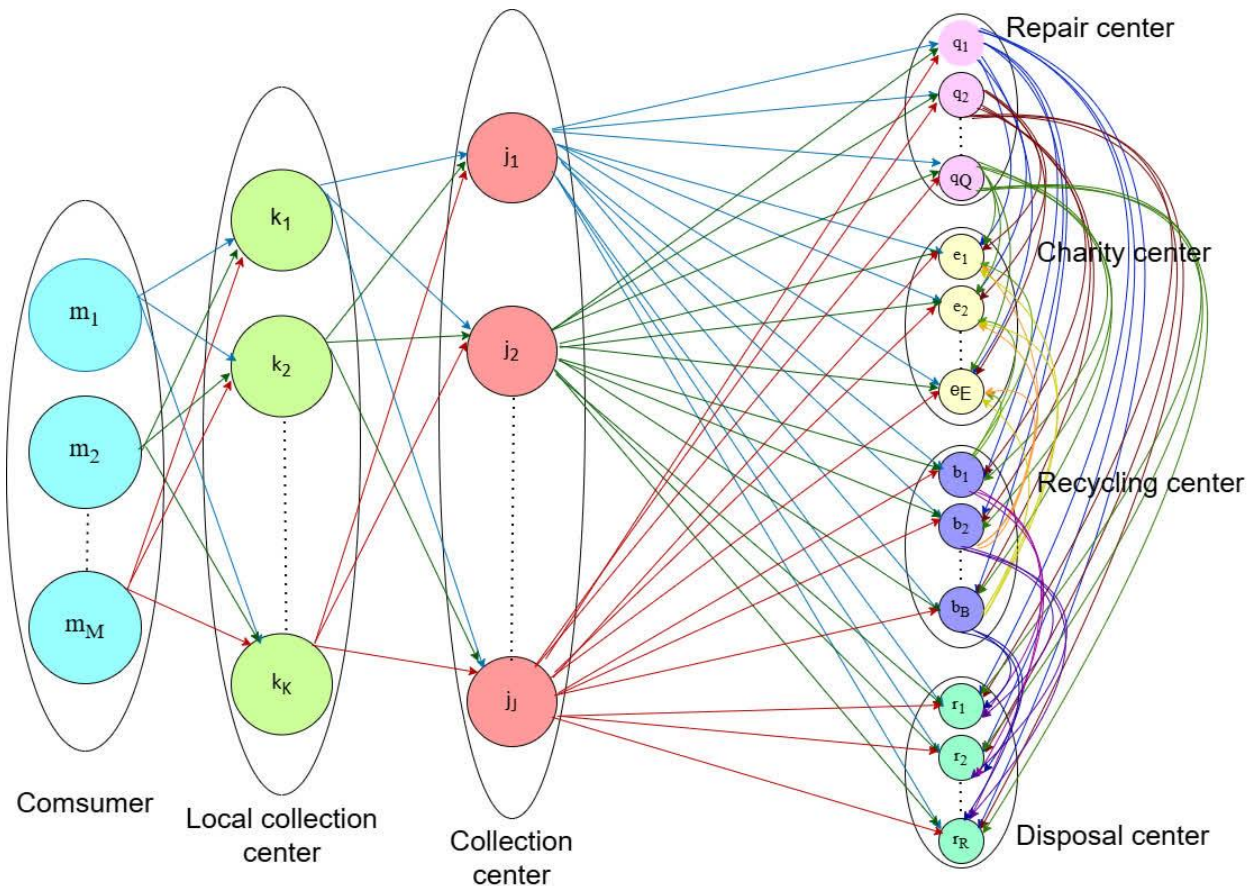 Comsumer
m1
m2
mM
Local collection
center
k1
k2
kK
Collection
center
j1
j2
jJ
Repair center
q1
q2
qQ
Charity center
e1
e2
eE
Recycling center
b1
b2
bB
Disposal center
r1
r2
rR